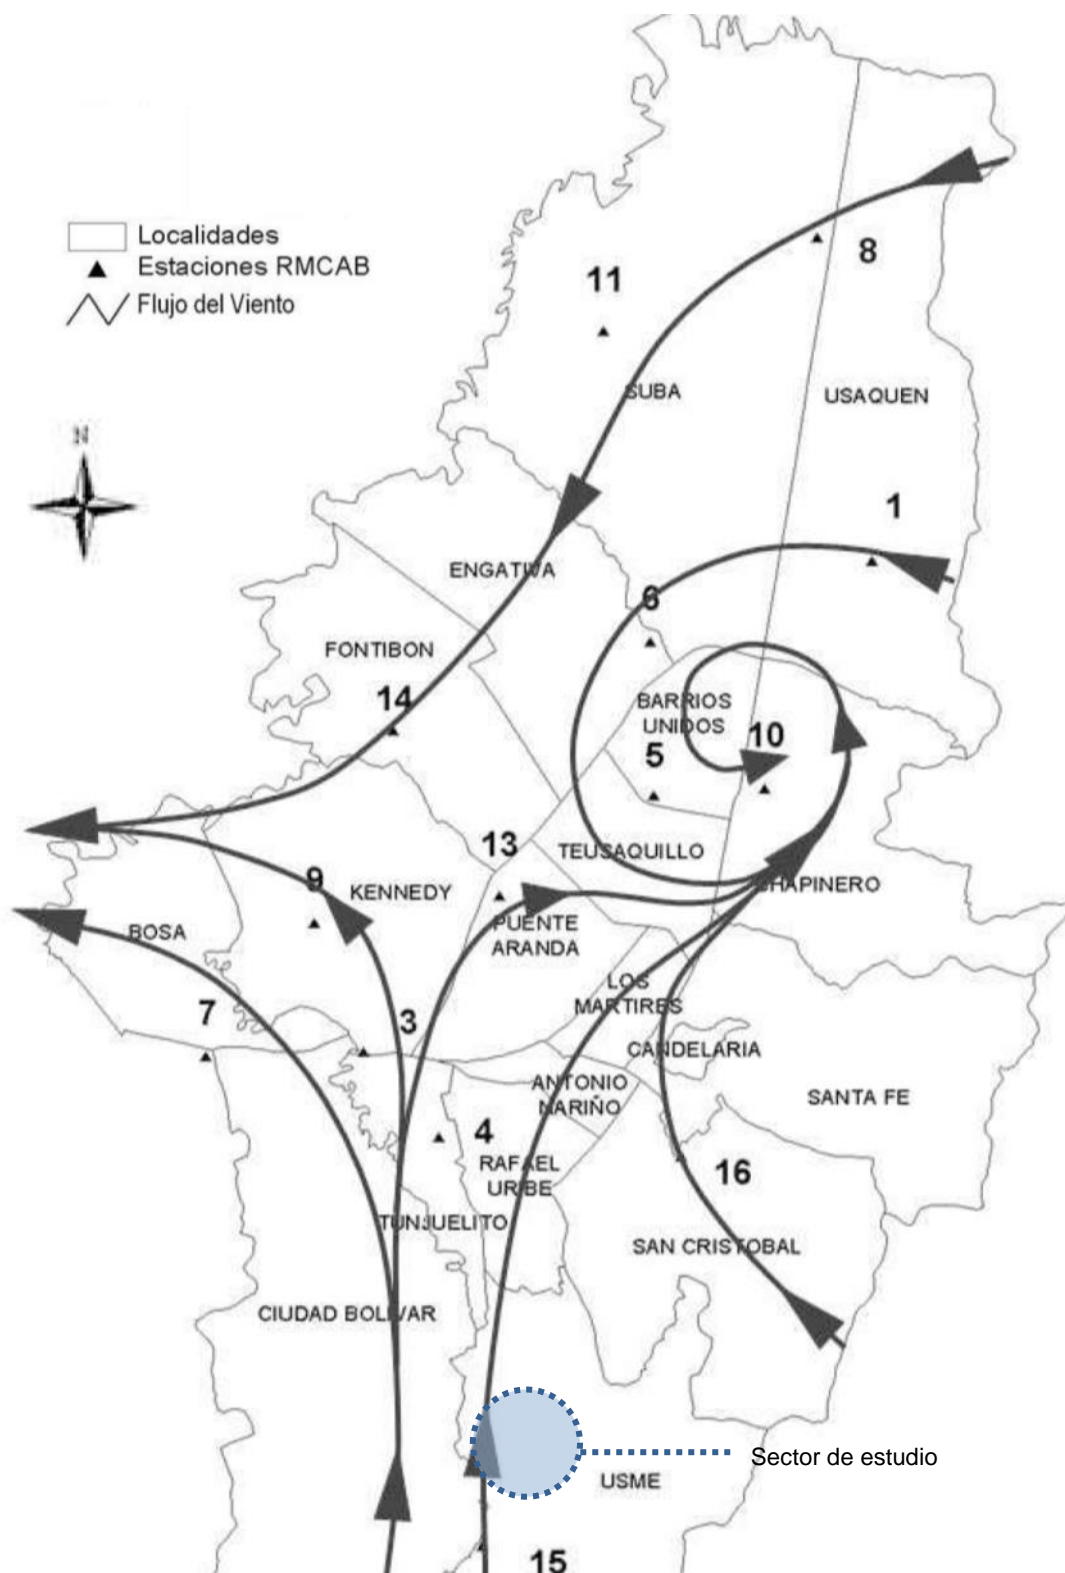 Localidades
Estaciones RMCAB
Flujo del Viento
8
11
SUBA
USAQUEN
N
1
ENGATIVA
6
FONTIBON
14
BARRIOS
UNIDOS
10
5
13
TEUSAQUILLO
9
KENNEDY
CHAPINERO
PUENTE
ARANDA
BOSA
LOS
MARTIRES
7
3
CANDELARIA
ANTONIO
NARIÑO
SANTA FE
4
RAFAEL
URIBE
16
TUNJUELITO
SAN CRISTOBAL
CIUDAD BOLIVAR
Sector de estudio
USME
15